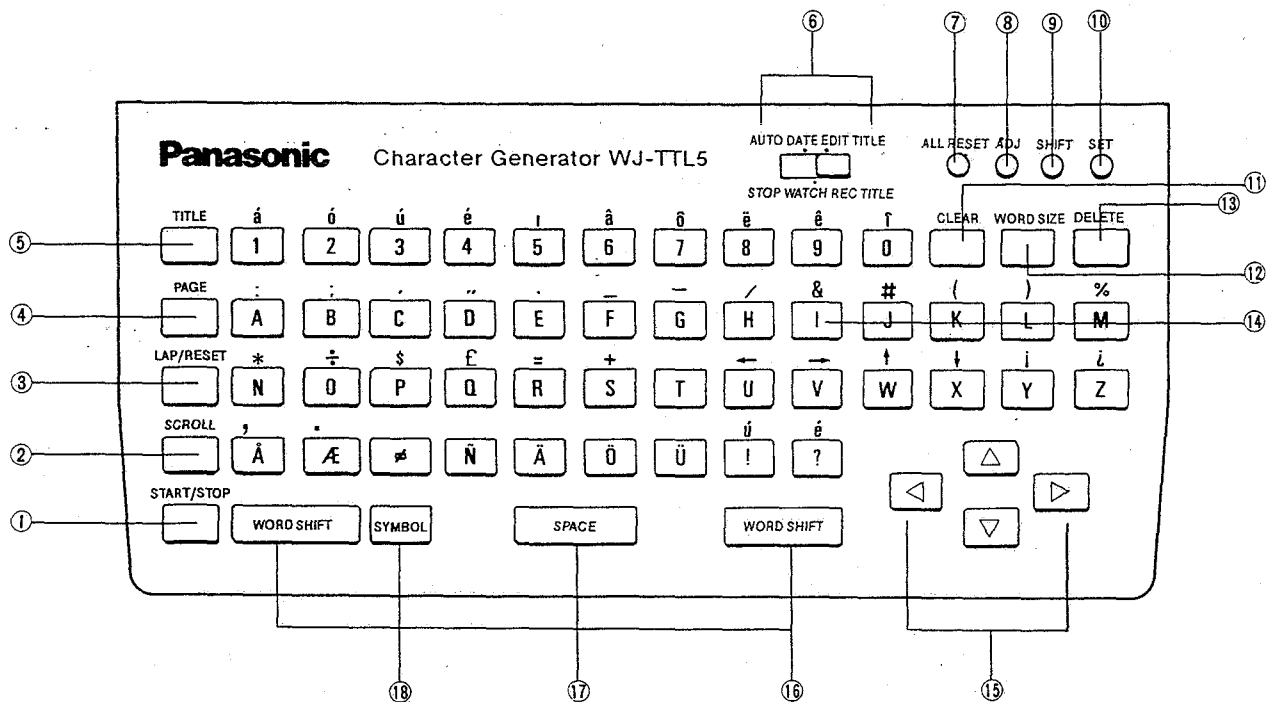 ⑥ ⑦ ⑧ ⑨ ⑩
Panasonic Character Generator WJ-TTL5
AUTO DATE EDIT TITLE
STOP WATCH REC TITLE
ALL RESET ADJ SHIFT SET
⑪
⑬
TITLE á ó ú é ı â ô ë ê î CLEAR WORD SIZE DELETE
⑤ 1 2 3 4 5 6 7 8 9 0
⑫
PAGE : ; ᐟ ʺ · _ — / & # ( ) %
④ A B C D E F G H I J K L M
⑭
LAP/RESET * ÷ $ £ = + ← → ↑ ↓ ¡ ¿
③ N O P Q R S T U V W X Y Z
SCROLL , . ú é
② Å Æ ø Ñ Ä Ö Ü ! ?
△
◁ ▷
▽
START/STOP
① WORD SHIFT SYMBOL SPACE WORD SHIFT
⑱ ⑰ ⑯ ⑮